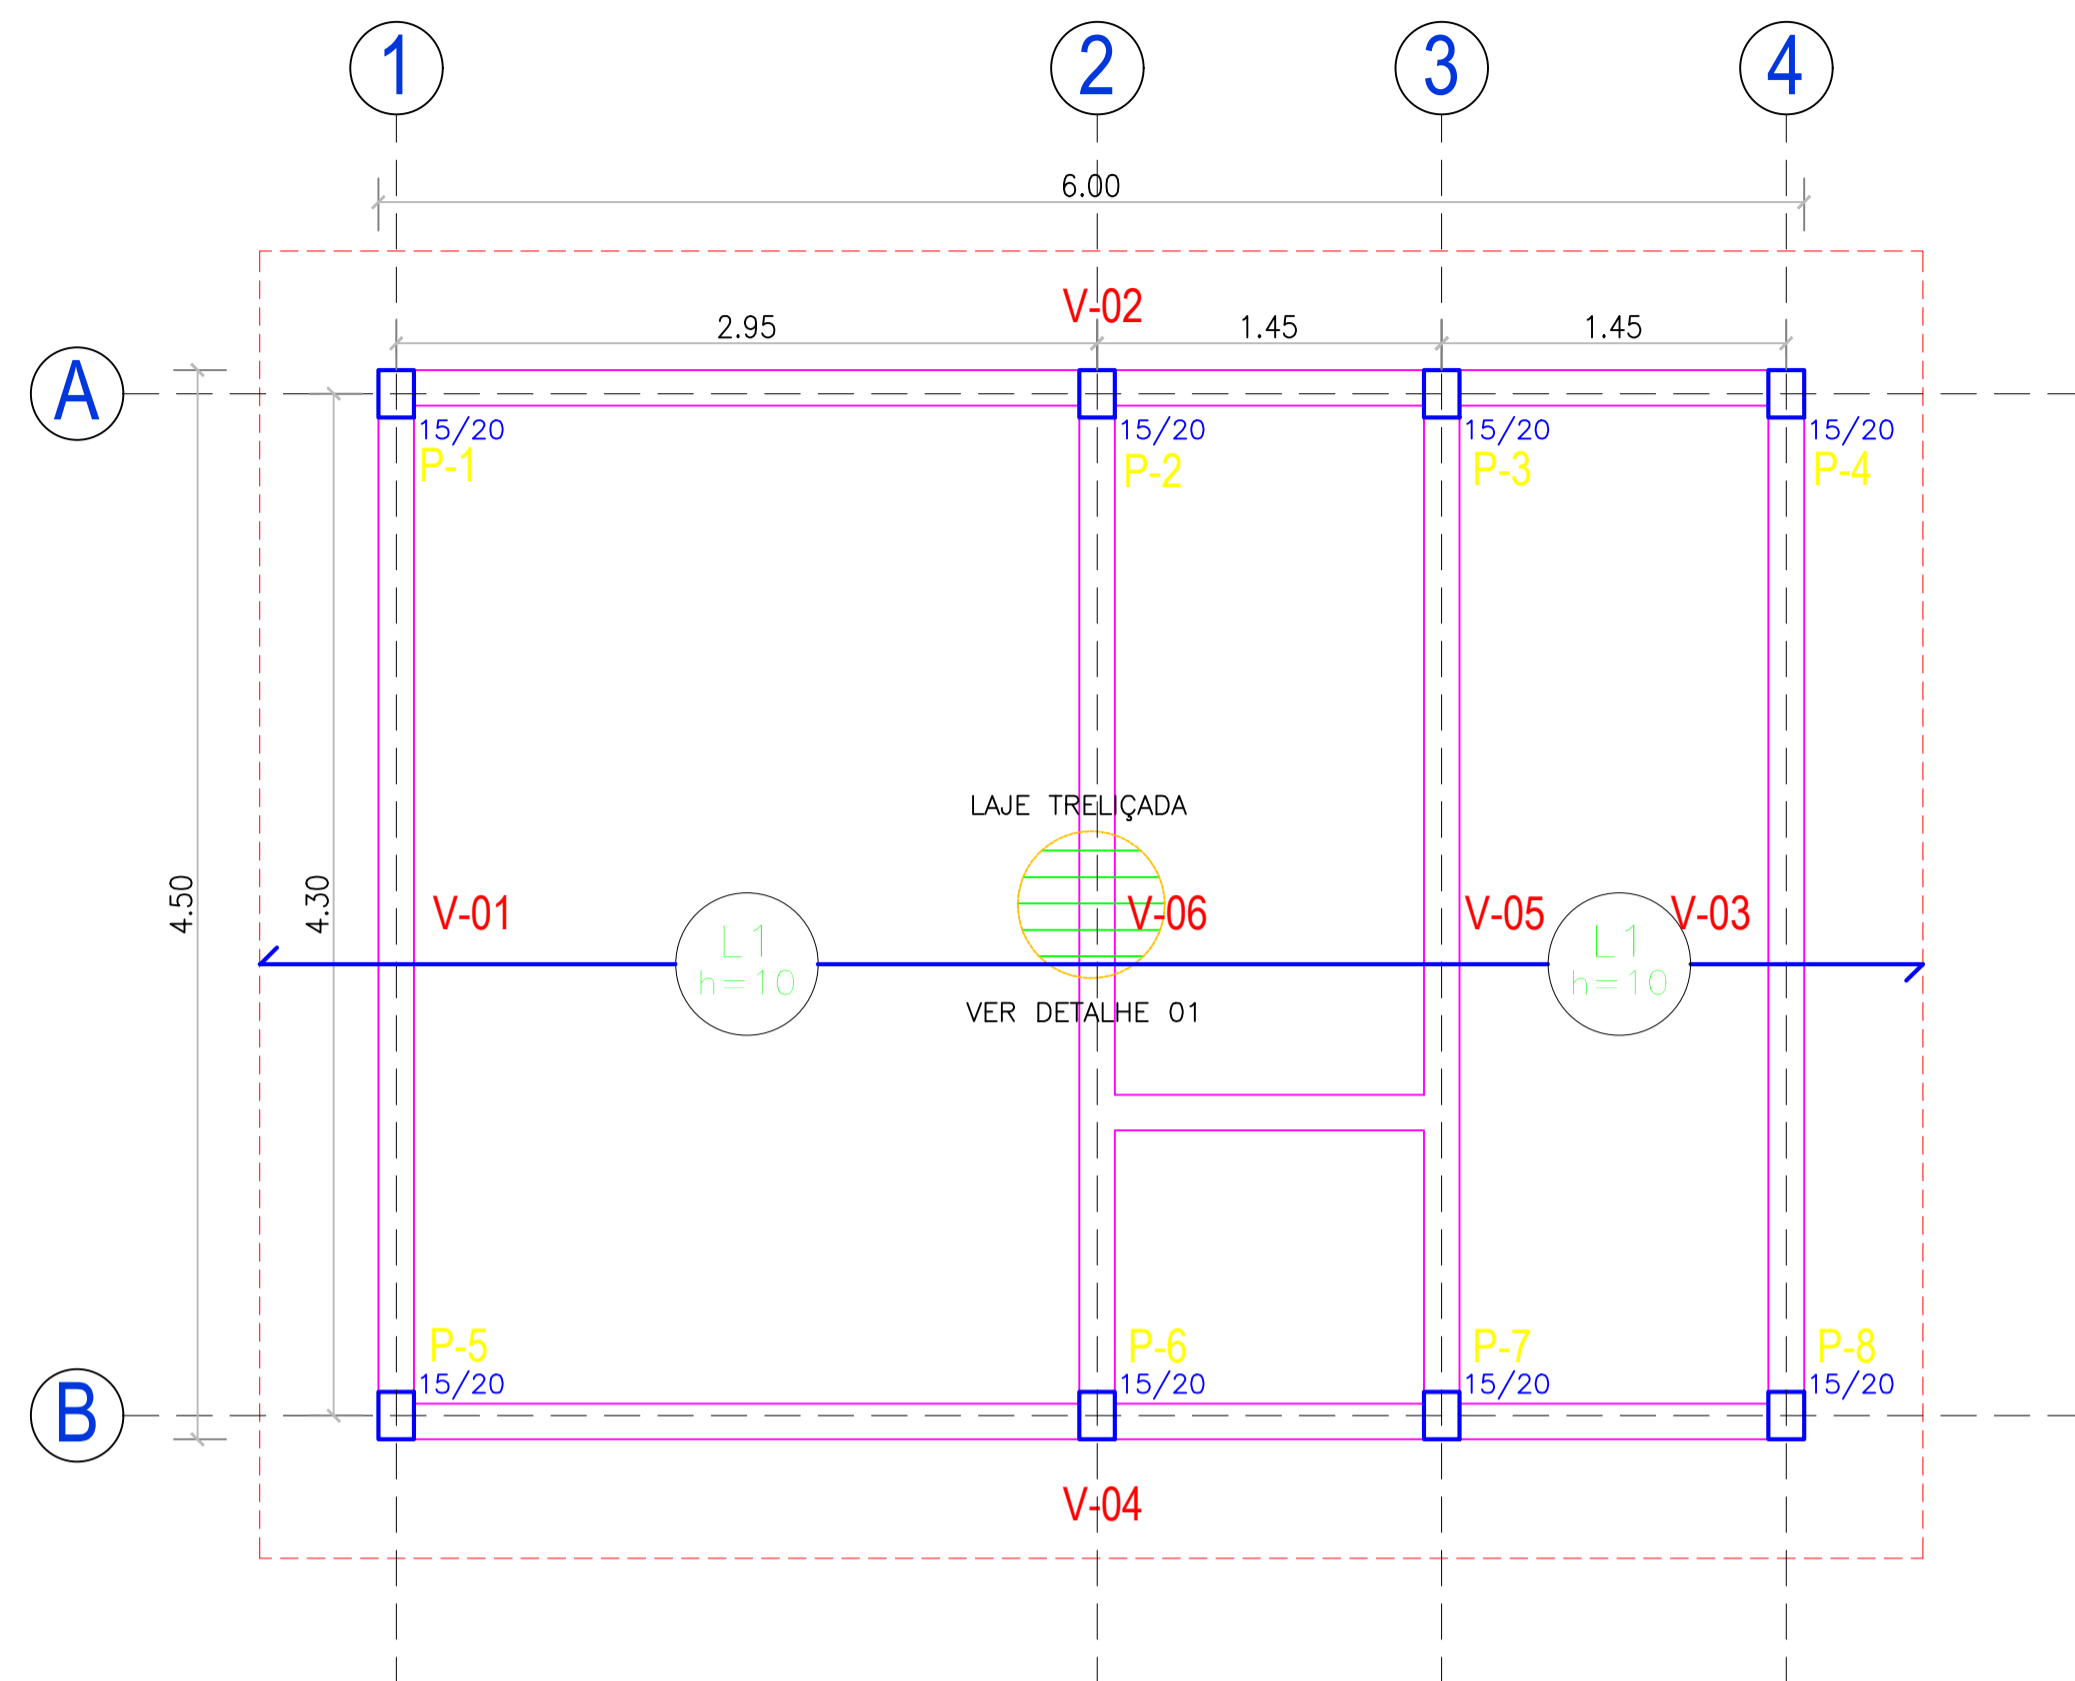 1 2 3 4
6.00
V-02
2.95 1.45 1.45
A
15/20 15/20 15/20 15/20
P-1 P-2 P-3 P-4
LAJE TRELIÇADA
4.50 4.30 V-01 V-06 V-05 V-03
L1 L1
h=10 h=10
VER DETALHE 01
P-5 P-6 P-7 P-8
15/20 15/20 15/20 15/20
B
V-04